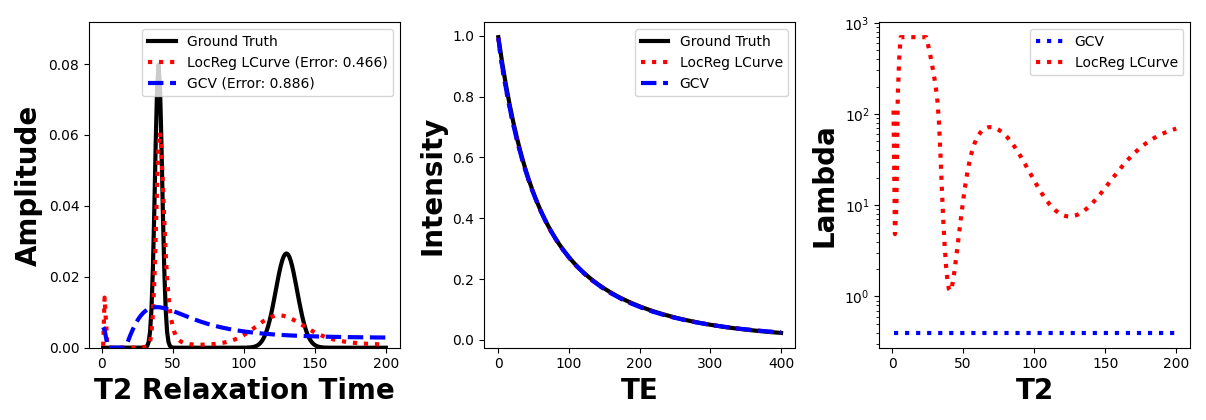 Amplitude
0.08
0.06
0.04
0.02
0.00
0
50
100
150
200
T2 Relaxation Time
Ground Truth
LocReg LCurve (Error: 0.466)
GCV (Error: 0.886)
Intensity
1.0
0.8
0.6
0.4
0.2
0.0
0
100
200
300
400
TE
Ground Truth
LocReg LCurve
GCV
Lambda
10³
10²
10¹
10⁰
0
50
100
150
200
T2
GCV
LocReg LCurve